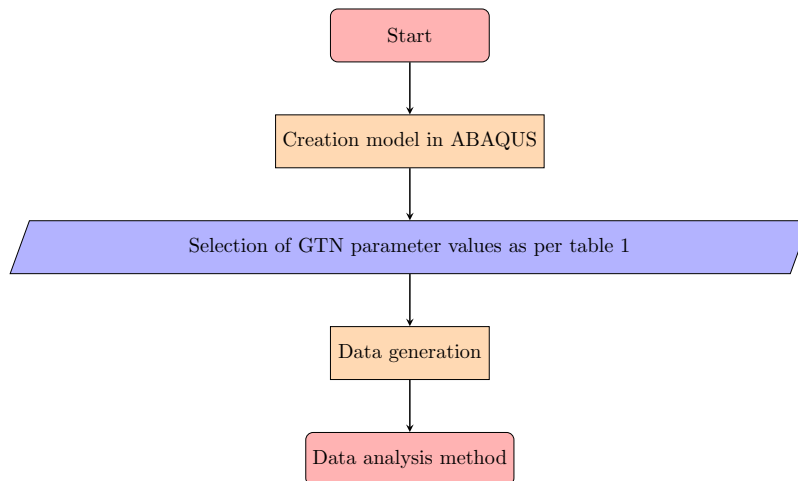 Start
Creation model in ABAQUS
Selection of GTN parameter values as per table 1
Data generation
Data analysis method